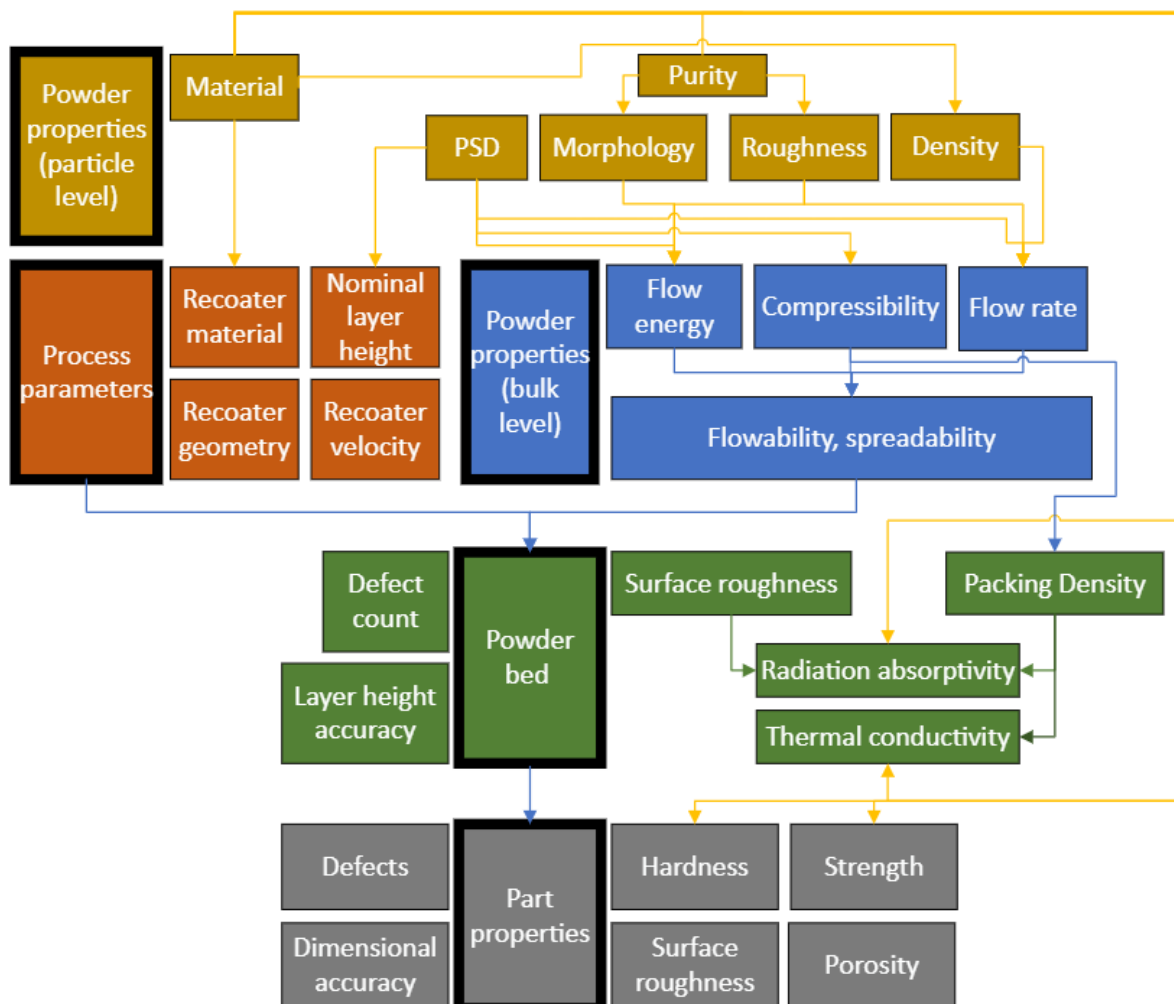 Powder
properties
(particle
level)
Material
Purity
PSD
Morphology
Roughness
Density
Process
parameters
Recoater
material
Nominal
layer
height
Recoater
geometry
Recoater
velocity
Powder
properties
(bulk
level)
Flow
energy
Compressibility
Flow rate
Flowability, spreadability
Defect
count
Layer height
accuracy
Powder
bed
Surface roughness
Packing Density
Radiation absorptivity
Thermal conductivity
Defects
Dimensional
accuracy
Part
properties
Hardness
Strength
Surface
roughness
Porosity